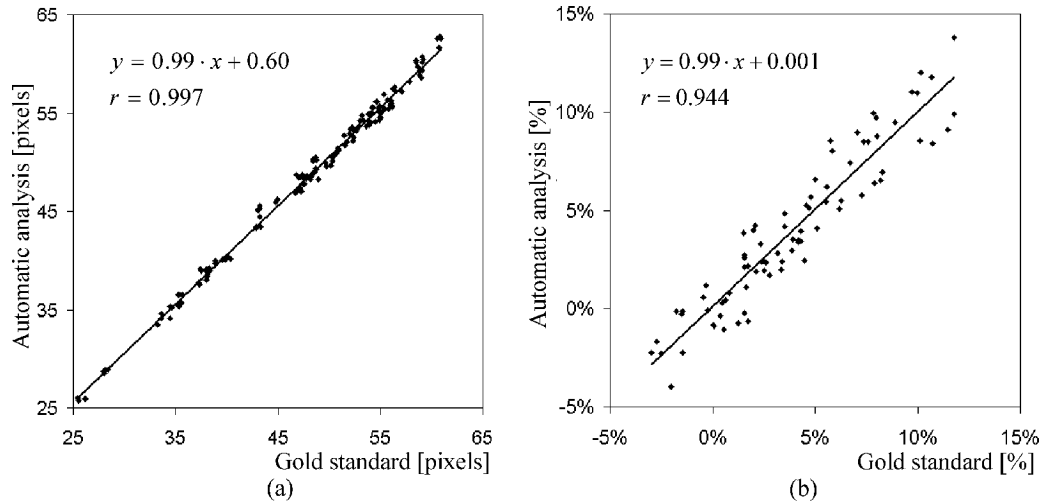 65
55
45
35
25
Automatic analysis [pixels]
y = 0.99 · x + 0.60
r = 0.997
25 35 45 55 65
Gold standard [pixels]
(a)
15%
10%
5%
0%
-5%
Automatic analysis [%]
y = 0.99 · x + 0.001
r = 0.944
-5% 0% 5% 10% 15%
Gold standard [%]
(b)